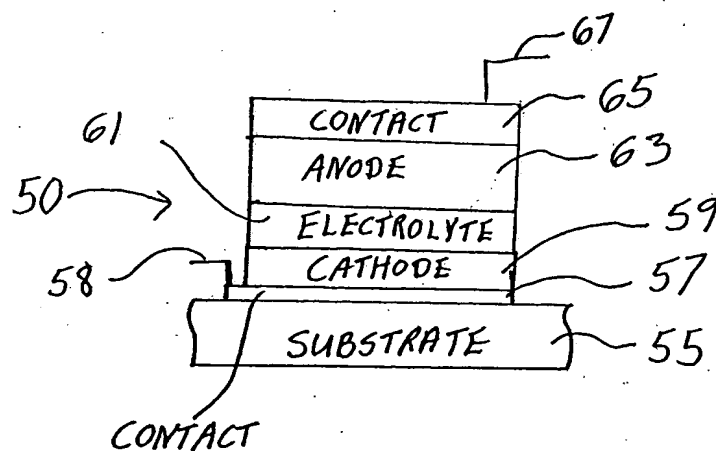 67
CONTACT
65
61
ANODE
63
50
ELECTROLYTE
59
58
CATHODE
57
SUBSTRATE
55
CONTACT